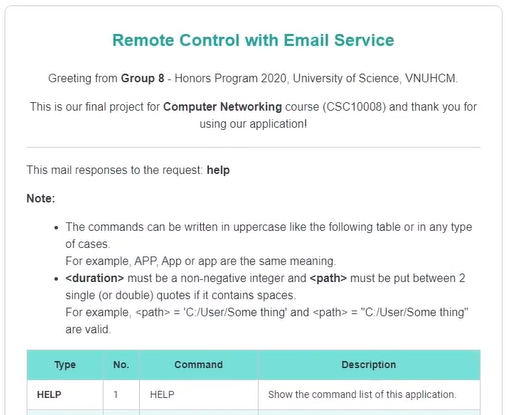 Remote Control with Email Service
Greeting from Group 8 - Honors Program 2020, University of Science, VNUHCM.
This is our final project for Computer Networking course (CSC10008) and thank you for
using our application!
This mail responses to the request: help
Note:
• The commands can be written in uppercase like the following table or in any type
of cases.
For example, APP, App or app are the same meaning.
• <duration> must be a non-negative integer and <path> must be put between 2
single (or double) quotes if it contains spaces.
For example, <path> = 'C:/User/Some thing' and <path> = "C:/User/Some thing"
are valid.
Type No. Command Description
HELP 1 HELP Show the command list of this application.